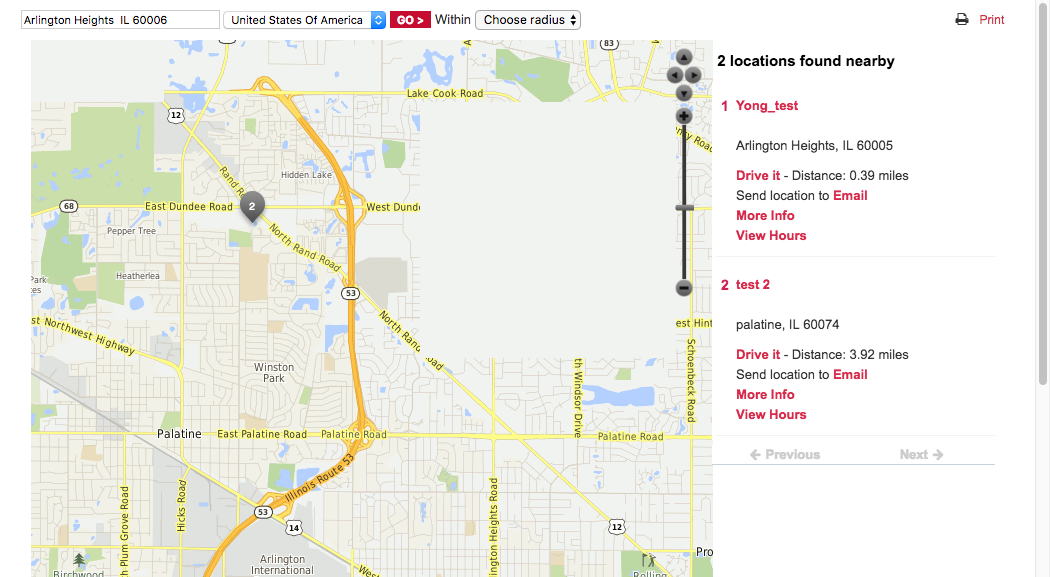 Arlington Heights  IL 60006
United States Of America
GO >
Within
Choose radius
Print
2 locations found nearby
1 Yong_test
Arlington Heights, IL 60005
Drive it - Distance: 0.39 miles
Send location to Email
More Info
View Hours
2 test 2
palatine, IL 60074
Drive it - Distance: 3.92 miles
Send location to Email
More Info
View Hours
Previous
Next
83
Lake Cook Road
12
Hidden Lake
68
East Dundee Road
2
West Dund
Pepper Tree
North Rand Road
Heatherlea
53
st Northwest Highway
North Rand
oad
est Hint
Schoenbeck Road
th Windsor Drive
Winston
Park
Palatine
East Palatine Road
Palatine Road
Palatine Road
Illinois Route 53
53
14
12
h Plum Grove Road
Hicks Road
lington Heights Road
Arlington
International
Birchwood
West
Pro
Rolling